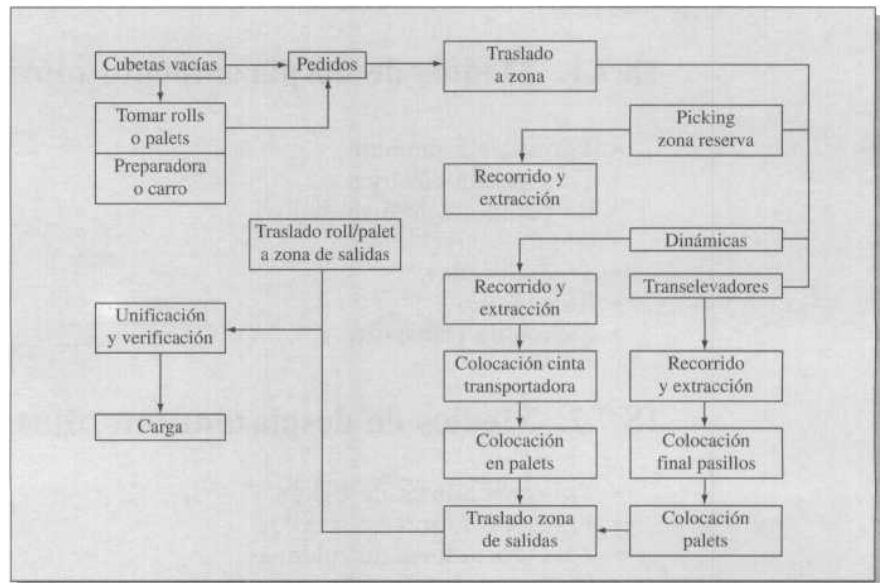 Cubetas vacías
Pedidos
Traslado
a zona
Tomar rolls
o palets
Preparadora
o carro
Picking
zona reserva
Recorrido y
extracción
Traslado roll/palet
a zona de salidas
Dinámicas
Recorrido y
extracción
Transelevadores
Unificación
y verificación
Colocación cinta
transportadora
Recorrido
y extracción
Carga
Colocación
en palets
Colocación
final pasillos
Traslado zona
de salidas
Colocación
palets